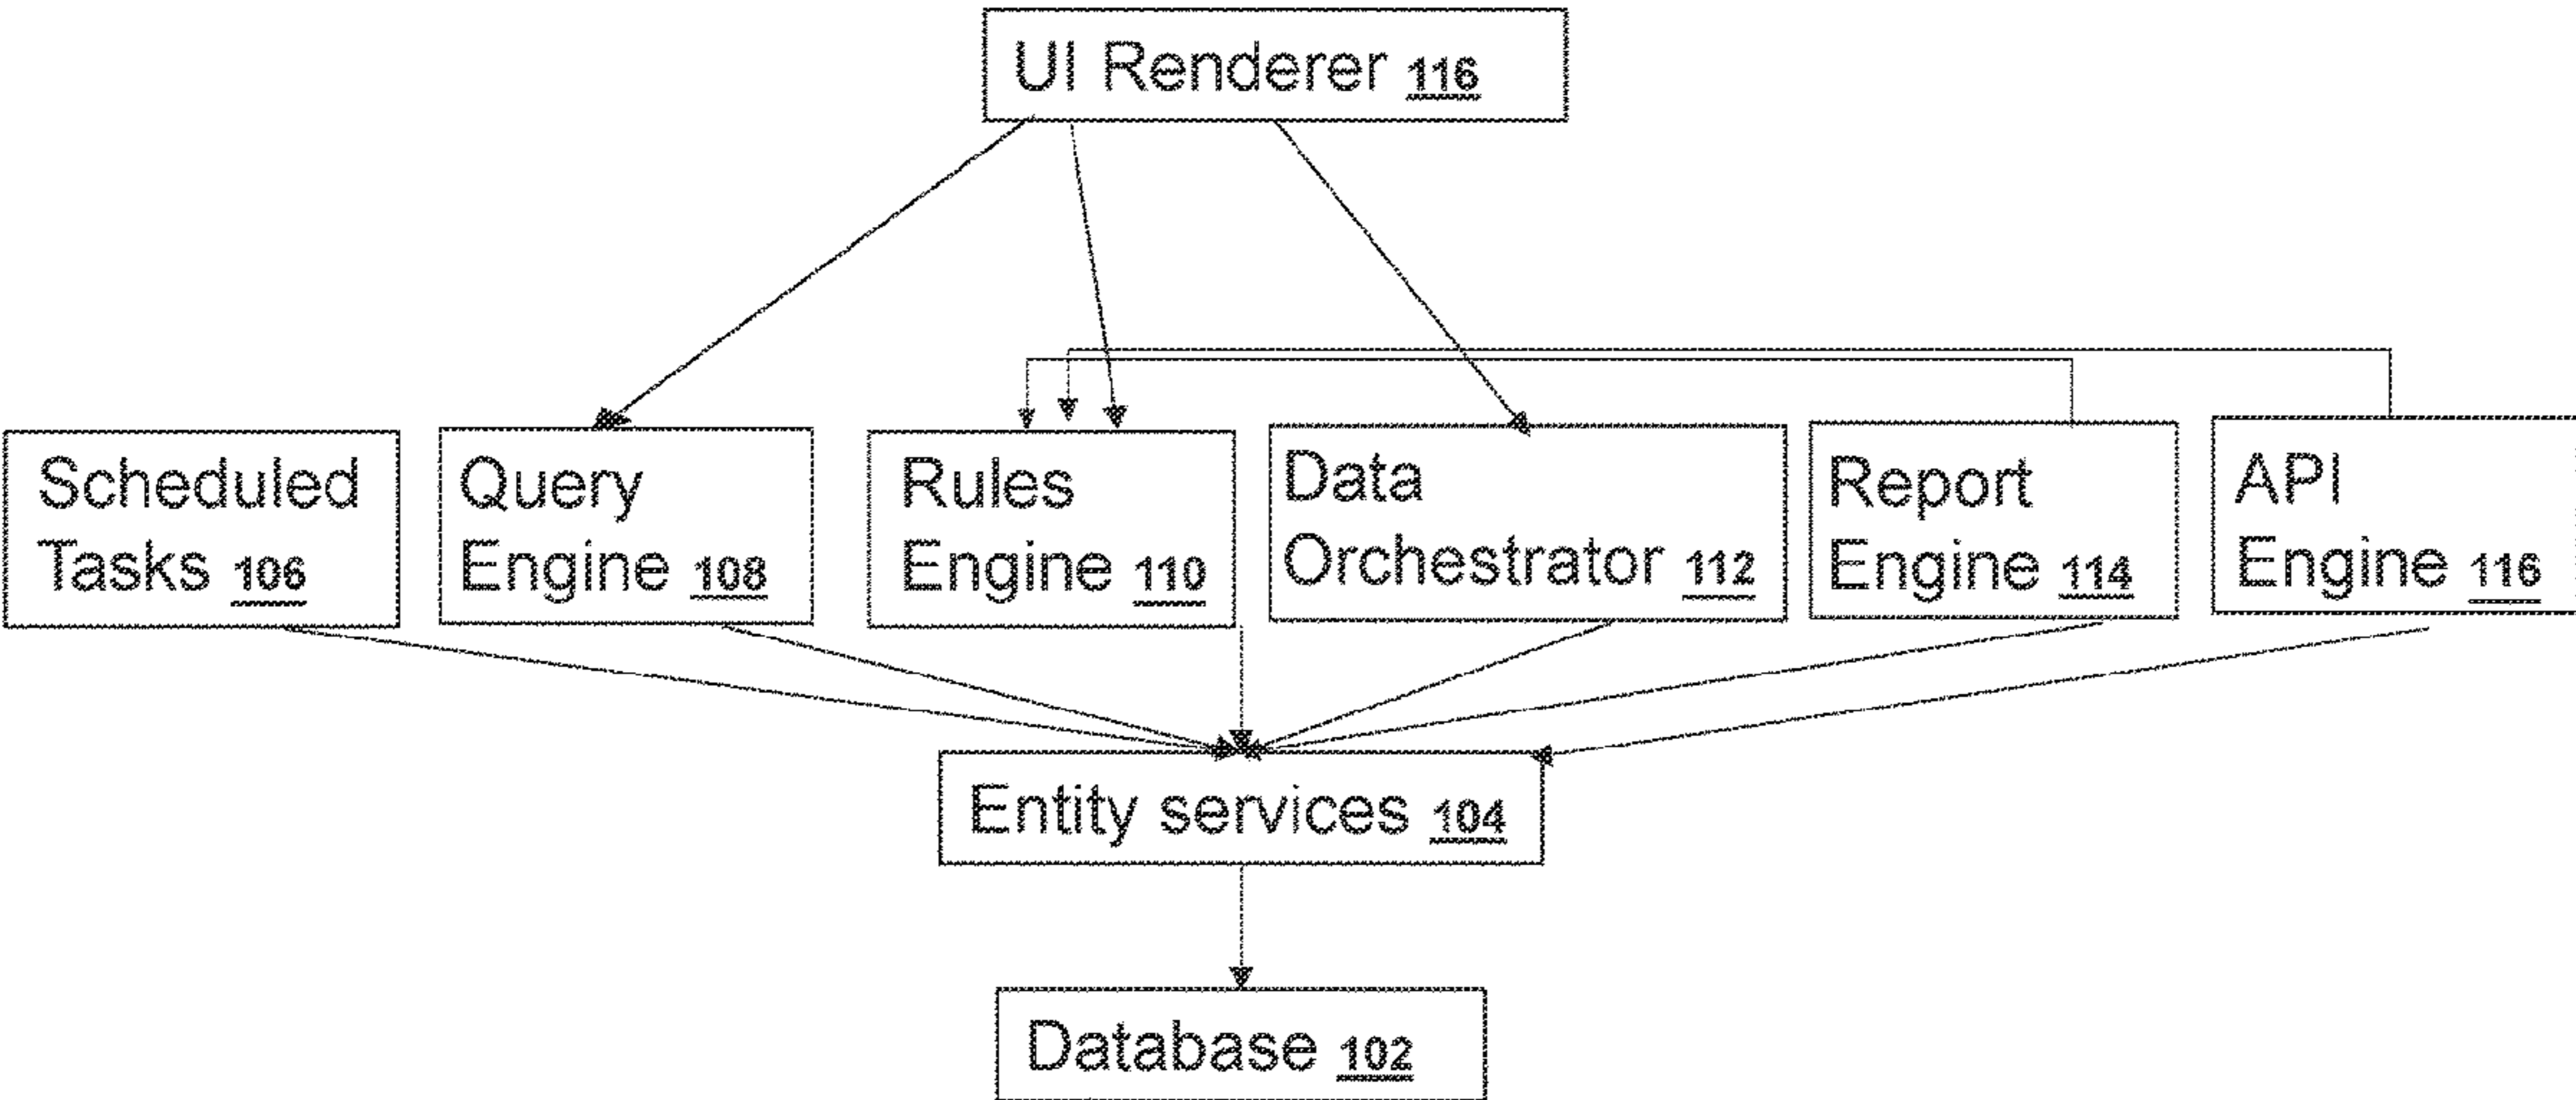 UI Renderer 116
Scheduled
Tasks 106
Query
Engine 108
Rules
Engine 110
Data
Orchestrator 112
Report
Engine 114
API
Engine 116
Entity services 104
Database 102